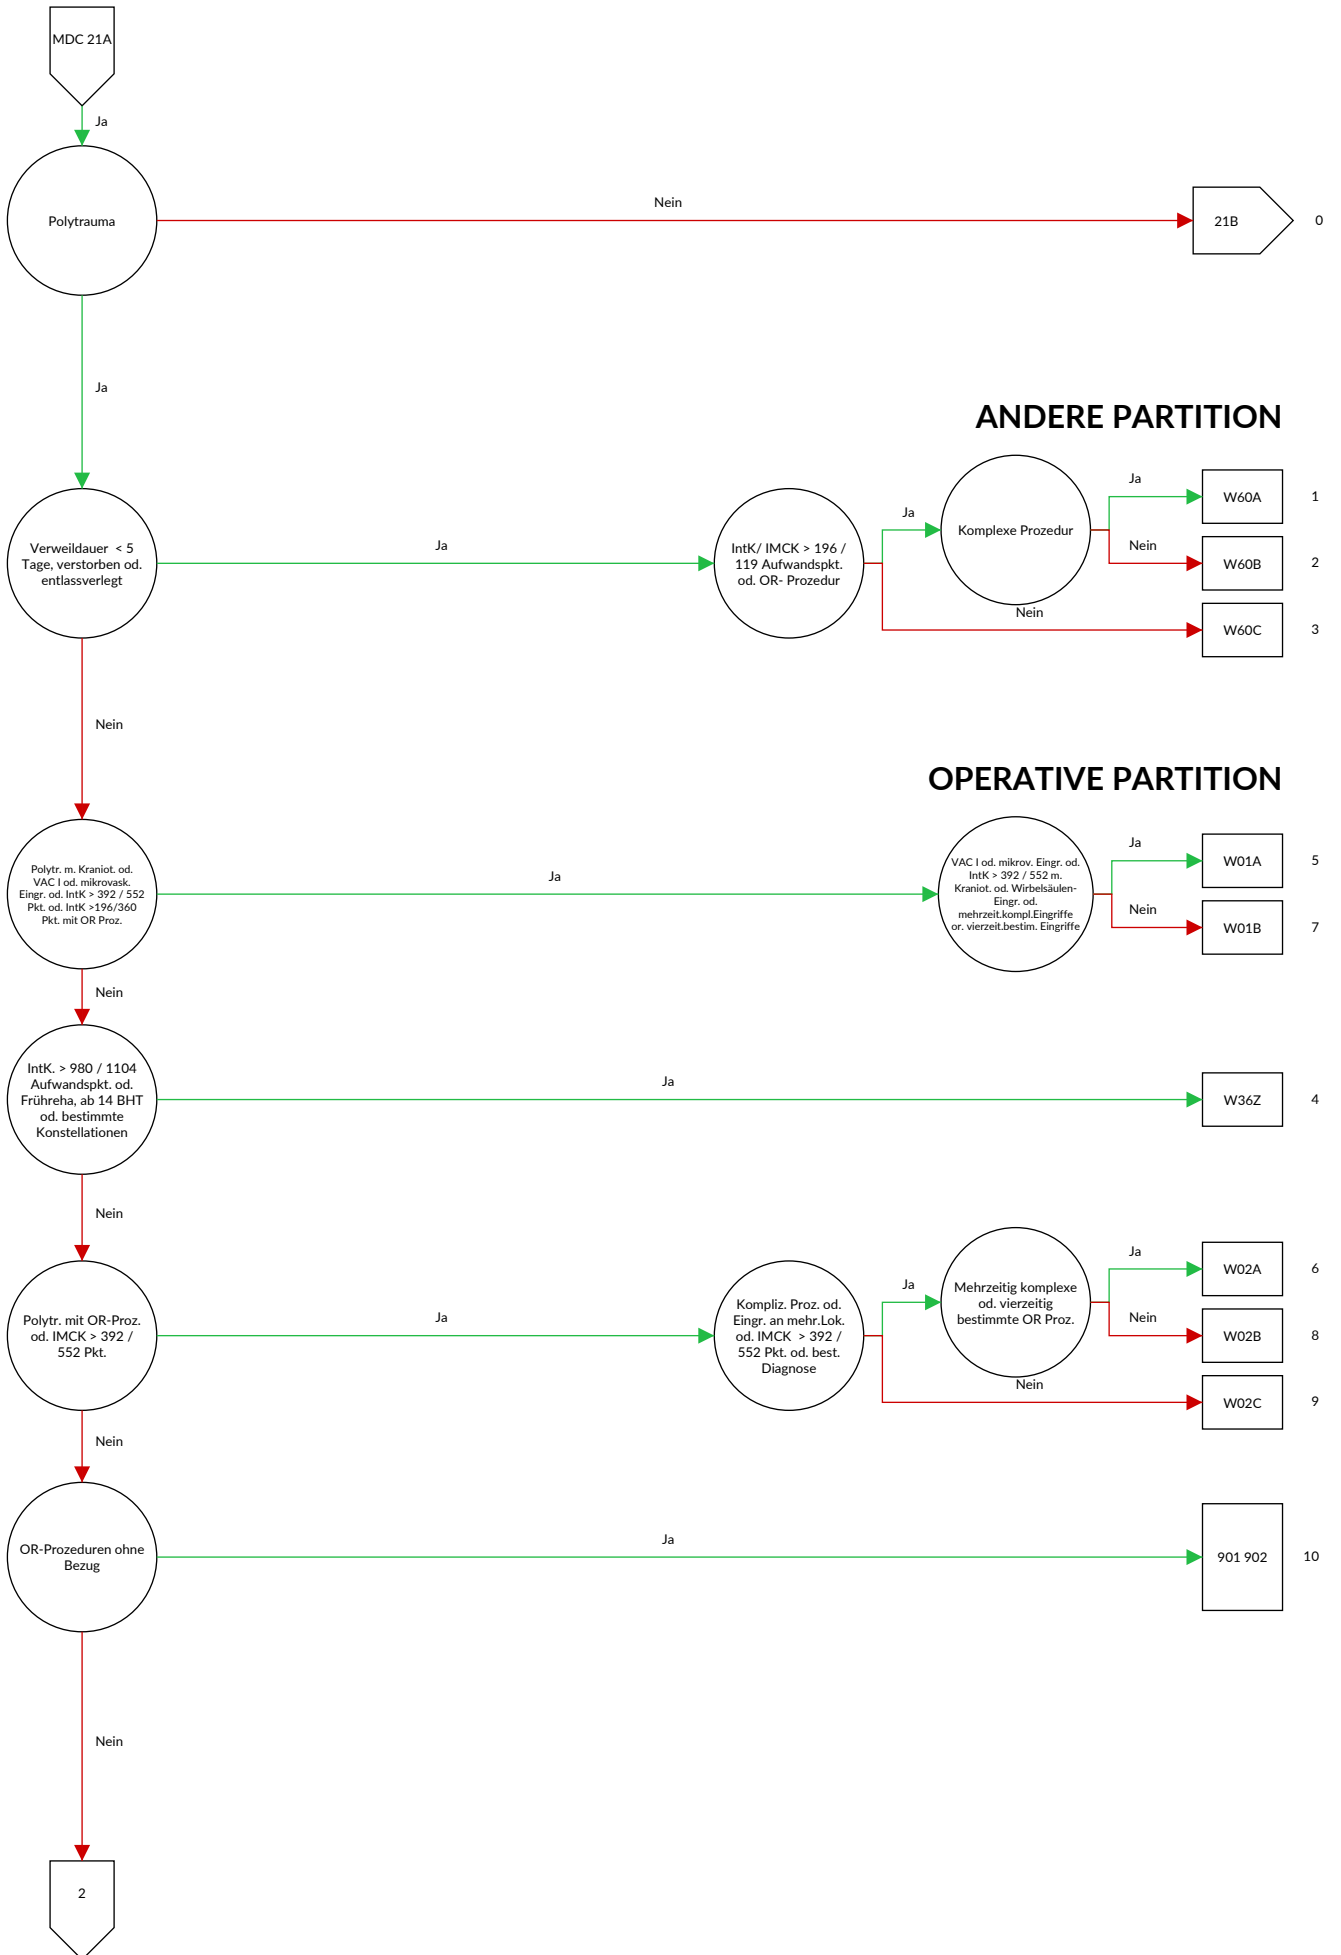 MDC 21A
Ja
Polytrauma
Nein
21B
0
Ja
ANDERE PARTITION
Verweildauer < 5
Tage, verstorben od.
entlassverlegt
Ja
IntK/ IMCK > 196 /
119 Aufwandspkt.
od. OR- Prozedur
Ja
Komplexe Prozedur
Ja
W60A
1
Nein
W60B
2
Nein
W60C
3
Nein
OPERATIVE PARTITION
Polytr. m. Kraniot. od.
VAC I od. mikrovask.
Eingr. od. IntK > 392 / 552
Pkt. od. IntK >196/360
Pkt. mit OR Proz.
Ja
VAC I od. mikrov. Eingr. od.
IntK > 392 / 552 m.
Kraniot. od. Wirbelsäulen-
Eingr. od.
mehrzeit.kompl.Eingriffe
or. vierzeit.bestim. Eingriffe
Ja
W01A
5
Nein
W01B
7
Nein
IntK. > 980 / 1104
Aufwandspkt. od.
Frühreha, ab 14 BHT
od. bestimmte
Konstellationen
Ja
W36Z
4
Nein
Polytr. mit OR-Proz.
od. IMCK > 392 /
552 Pkt.
Ja
Kompliz. Proz. od.
Eingr. an mehr.Lok.
od. IMCK > 392 /
552 Pkt. od. best.
Diagnose
Ja
Mehrzeitig komplexe
od. vierzeitig
bestimmte OR Proz.
Ja
W02A
6
Nein
W02B
8
Nein
W02C
9
Nein
OR-Prozeduren ohne
Bezug
Ja
901 902
10
Nein
2